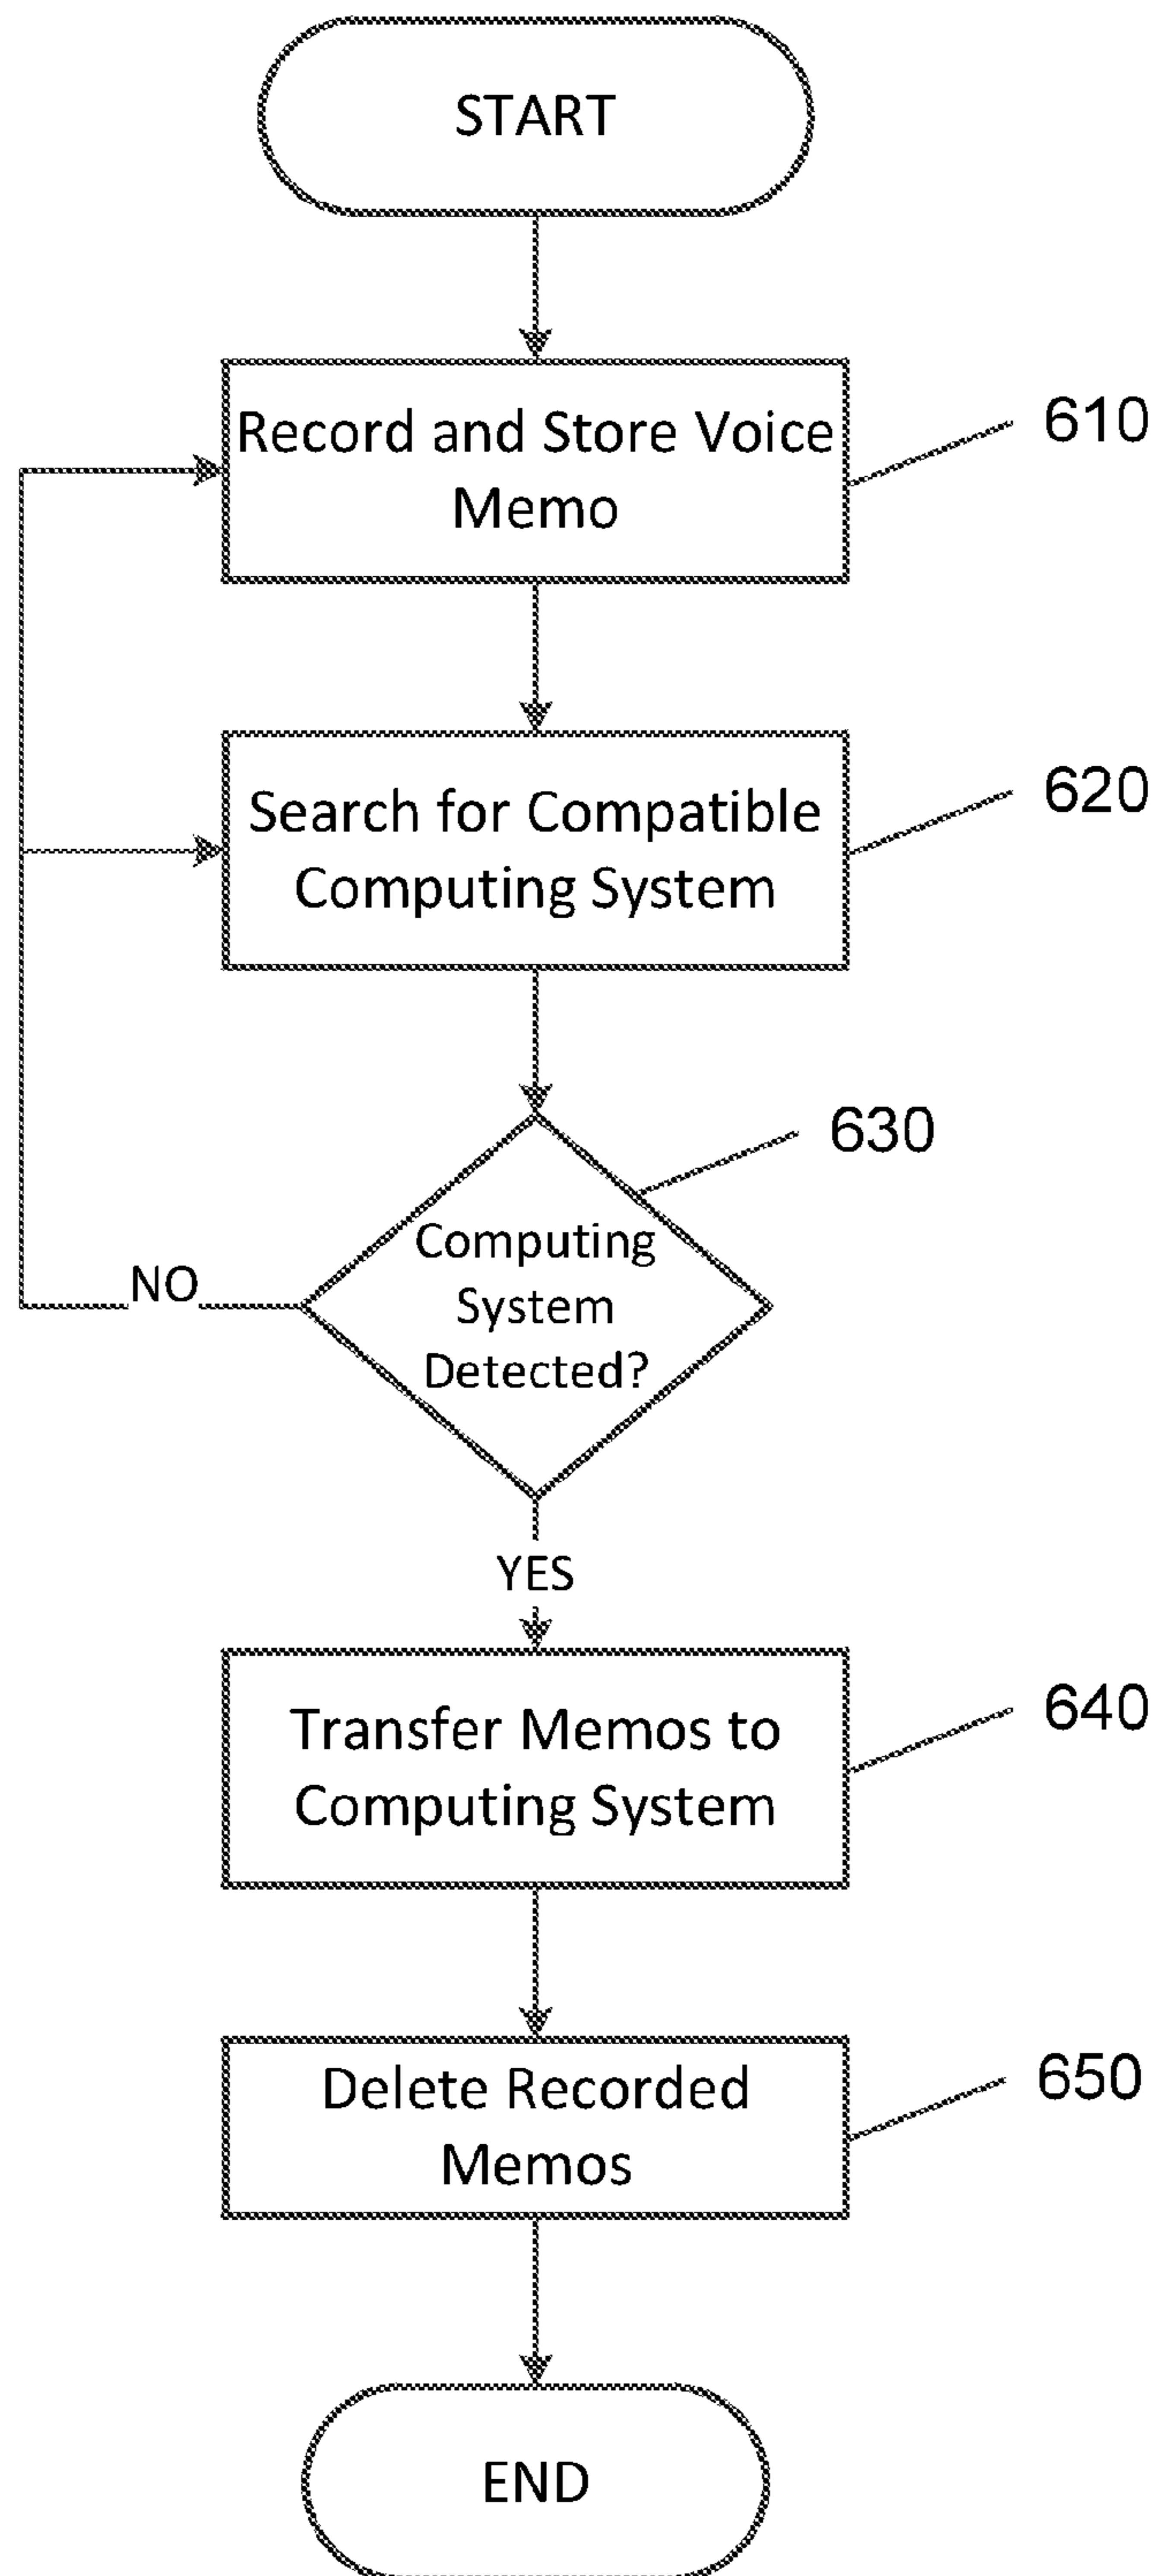 START
Record and Store Voice
Memo
610
Search for Compatible
Computing System
620
630
Computing
System
Detected?
NO
YES
Transfer Memos to
Computing System
640
Delete Recorded
Memos
650
END